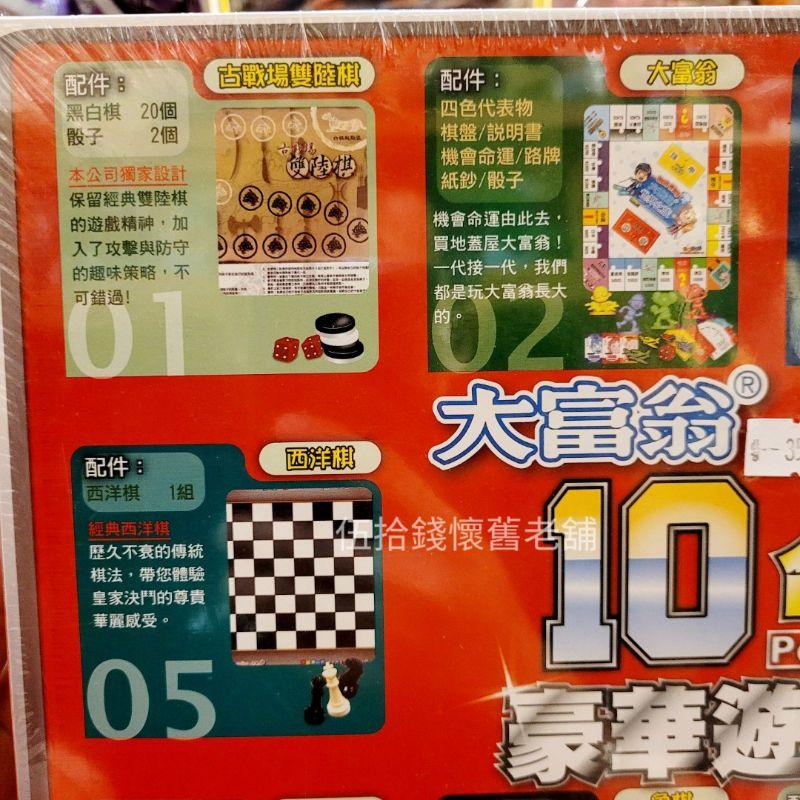 古戰場雙陸棋
配件：
黑白棋 20個
骰子 2個
本公司獨家設計
保留經典雙陸棋
的遊戲精神，加
入了攻擊與防守
的趣味策略，不
可錯過！
雙陸棋
01
大富翁
配件：
四色代表物
棋盤/説明書
機會命運/路牌
紙鈔/骰子
機會命運由此去，
買地蓋屋大富翁！
一代接一代，我們
都是玩大富翁長大
的。
02
大富翁®
10
豪華遊
西洋棋
配件：
西洋棋 1組
經典西洋棋
歷久不衰的傳統
棋法，帶您體驗
皇家決鬥的尊貴
華麗感受。
05
伍拾錢懷舊老舖
象棋